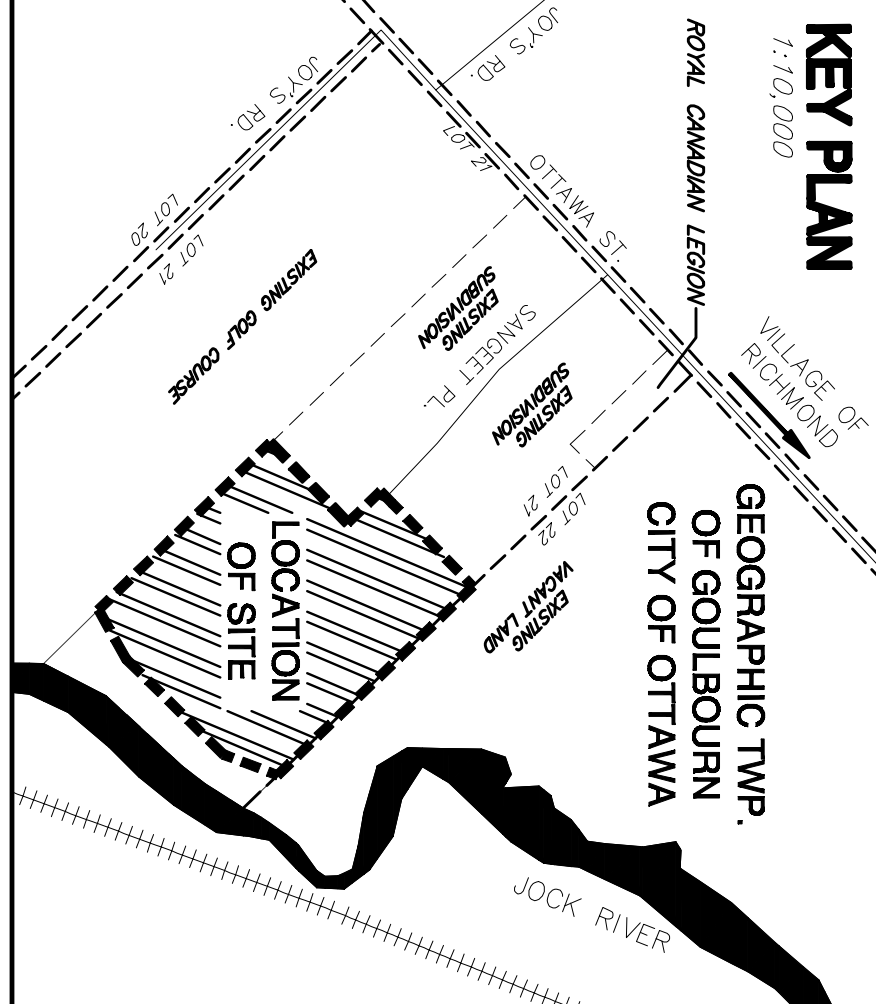 KEY PLAN
1:10,000
ROYAL CANADIAN LEGION
JOY'S RD.
JOY'S RD.
LOT 21
OTTAWA ST.
VILLAGE OF
RICHMOND
LOT 20
LOT 21
EXISTING GOLF COURSE
EXISTING
SUBDIVISION
SANGEET PL.
EXISTING
SUBDIVISION
LOT 21
LOT 22
EXISTING
VACANT LAND
GEOGRAPHIC TWP.
OF GOULBOURN
CITY OF OTTAWA
LOCATION
OF SITE
JOCK RIVER